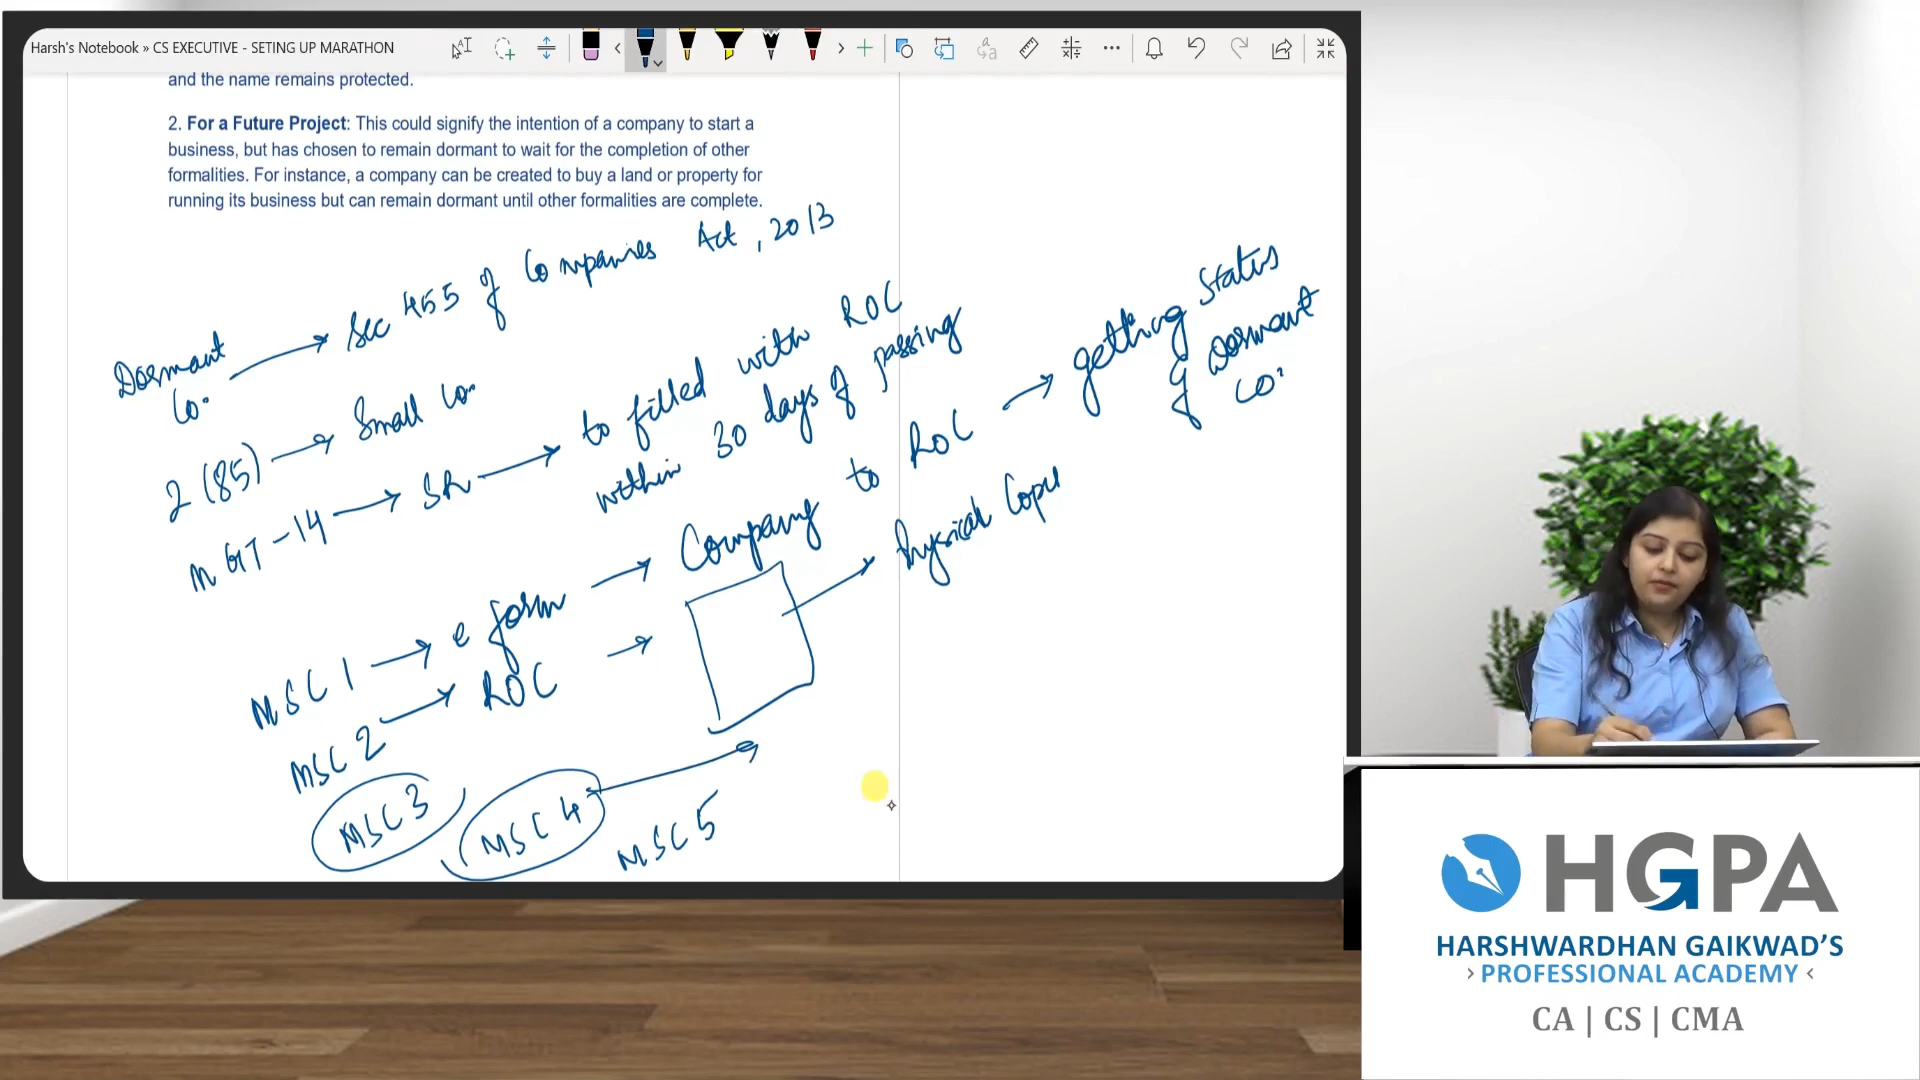 Harsh's Notebook » CS EXECUTIVE - SETING UP MARATHON
and the name remains protected.
2. For a Future Project: This could signify the intention of a company to start a
business, but has chosen to remain dormant to wait for the completion of other
formalities. For instance, a company can be created to buy a land or property for
running its business but can remain dormant until other formalities are complete.
Dormant Co. → Sec 455 of Companies Act, 2013
2 (85) → Small Co.
MGT-14 → SR → to filled with ROC
within 30 days of passing
MSC 1 → e form → Company to ROC → getting status
of Dormant
Co.
MSC 2 → ROC → → Physical Copy
MSC 3 MSC 4 → MSC 5
HGPA
HARSHWARDHAN GAIKWAD'S
› PROFESSIONAL ACADEMY ‹
CA | CS | CMA